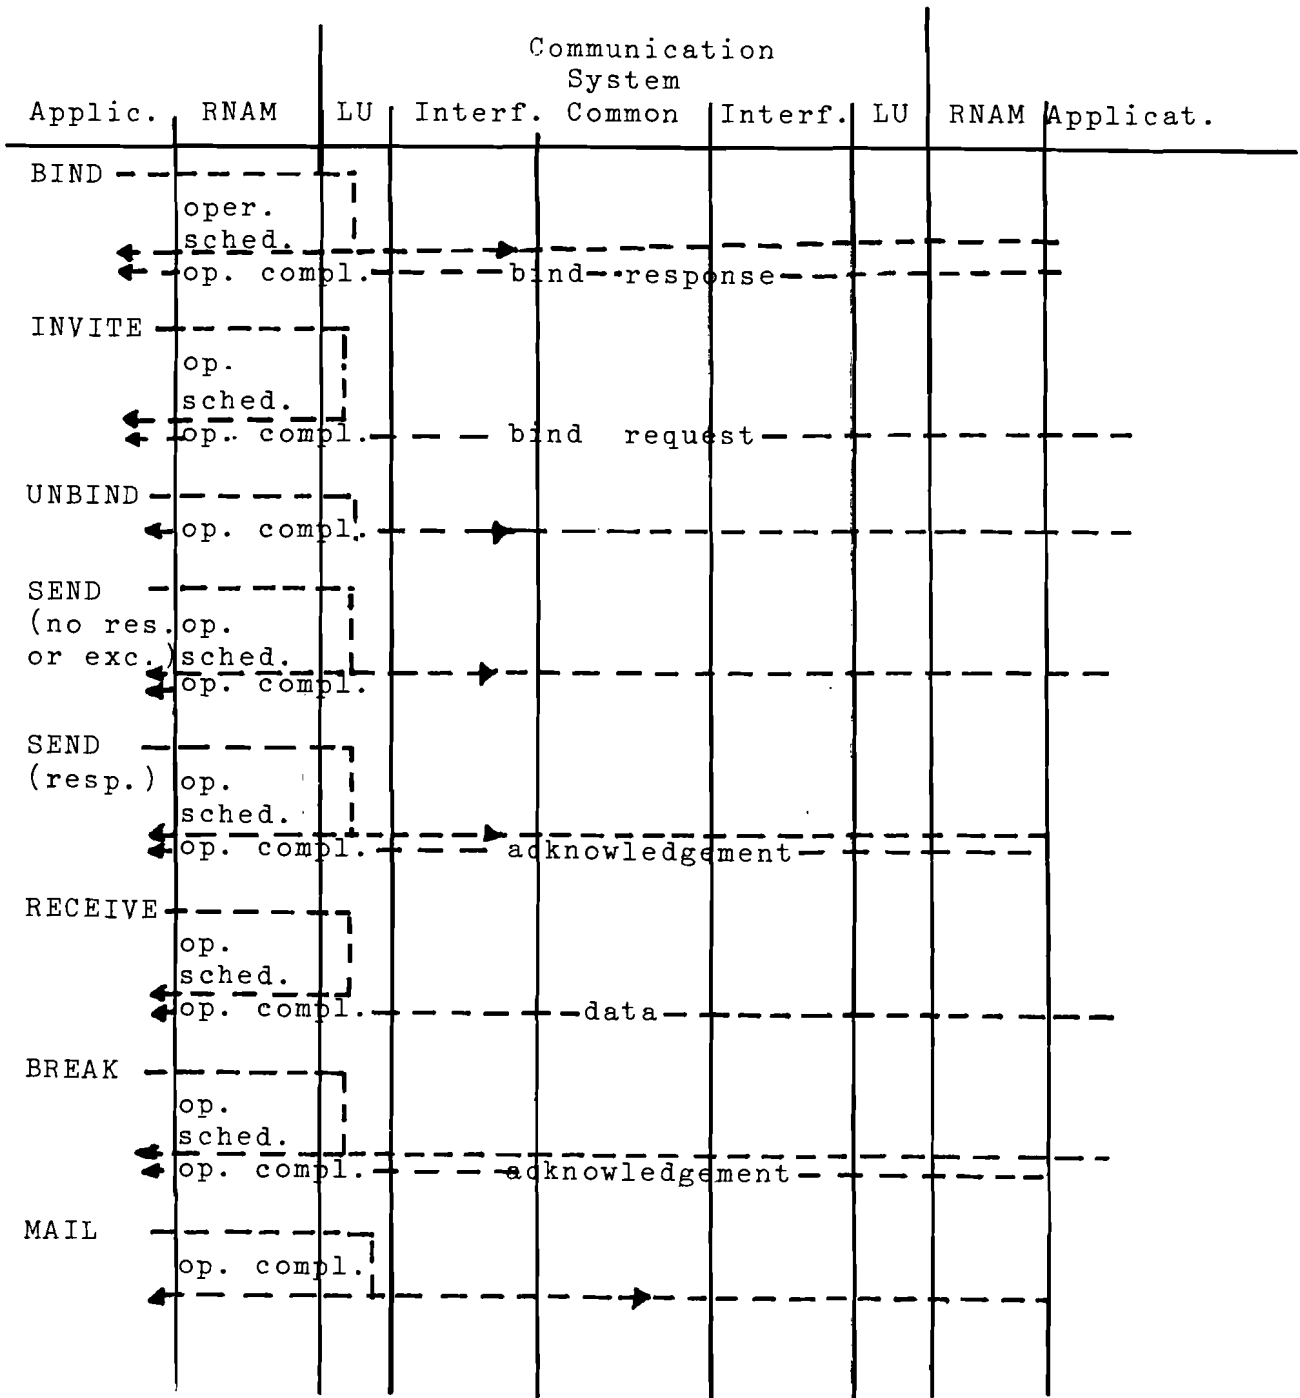 Communication
System
Applic. RNAM LU Interf. Common Interf. LU RNAM Applicat.
BIND
oper.
sched.
op. compl. bind response
INVITE
op.
sched.
op. compl. bind request
UNBIND
op. compl.
SEND
(no res. op.
or exc.) sched.
op. compl.
SEND
(resp.) op.
sched.
op. compl. acknowledgement
RECEIVE
op.
sched.
op. compl. data
BREAK
op.
sched.
op. compl. acknowledgement
MAIL
op. compl.